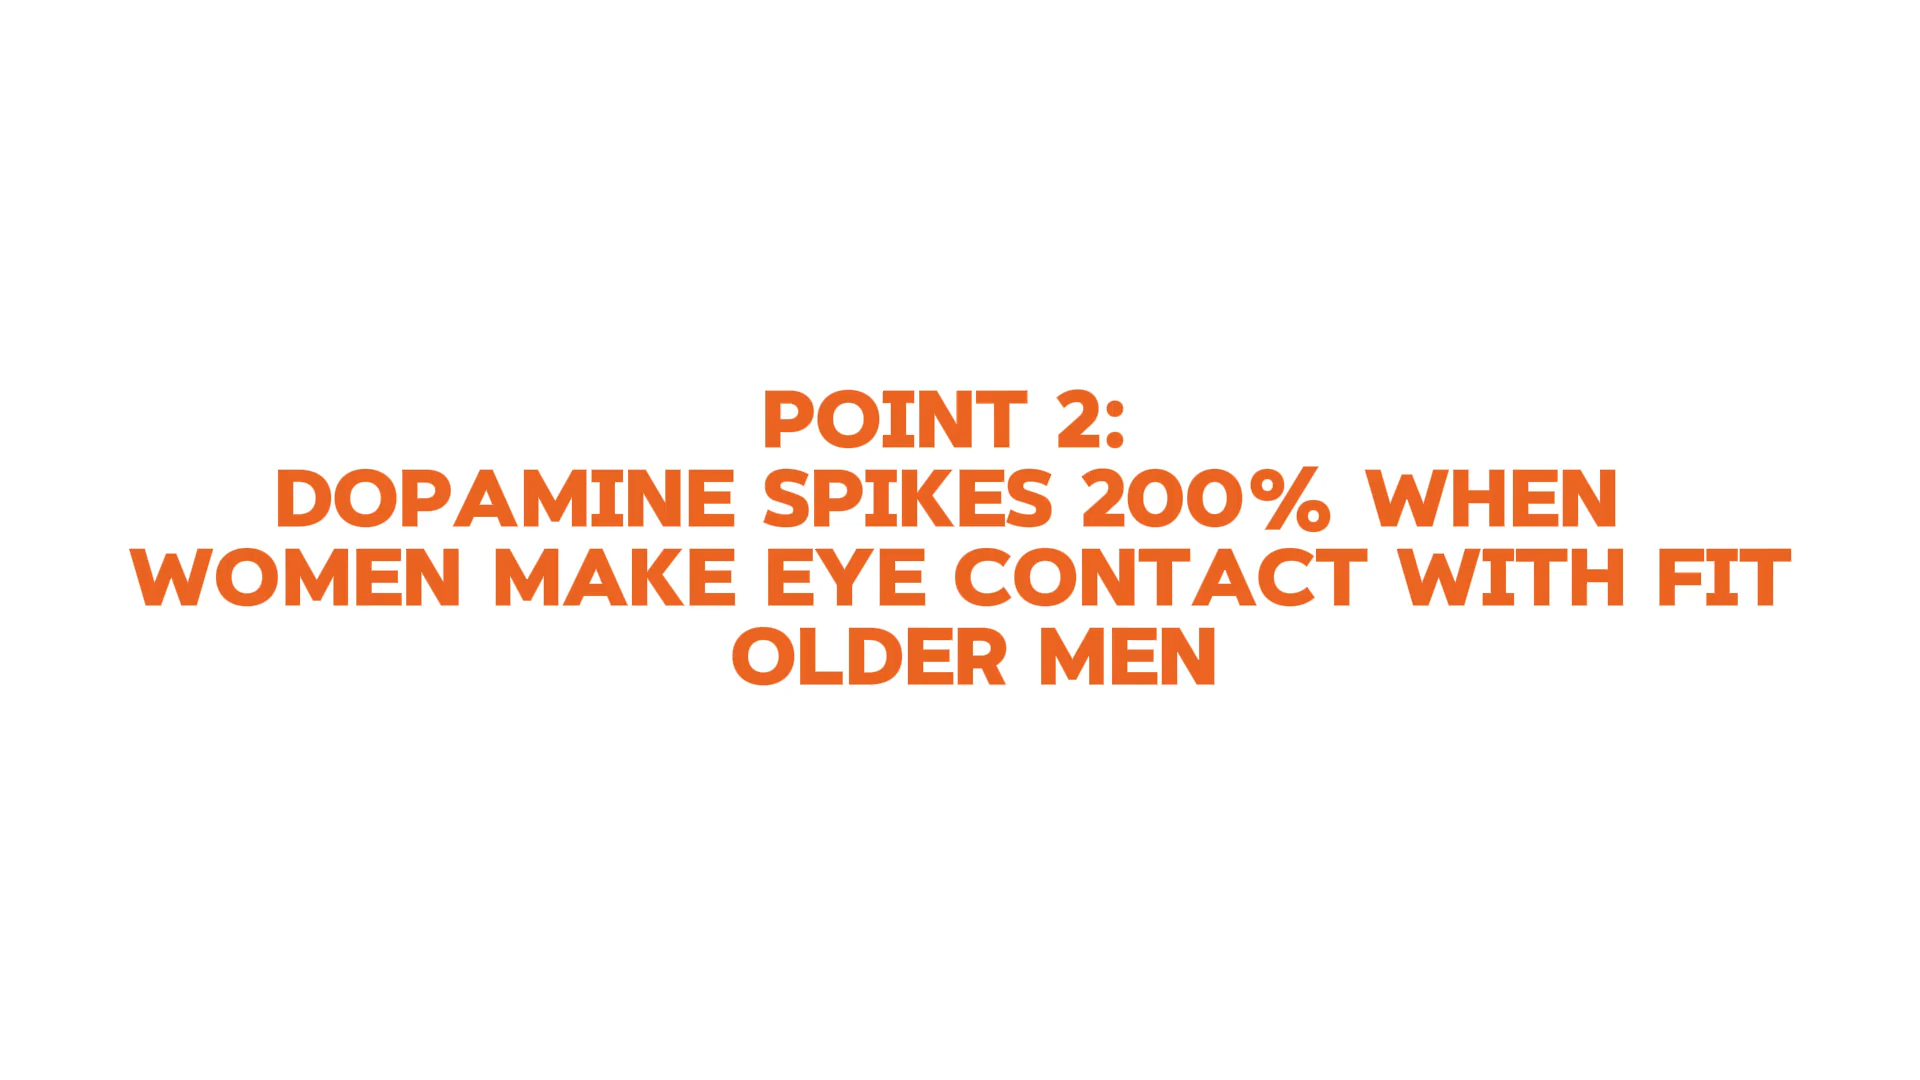 POINT 2:
DOPAMINE SPIKES 200% WHEN
WOMEN MAKE EYE CONTACT WITH FIT
OLDER MEN